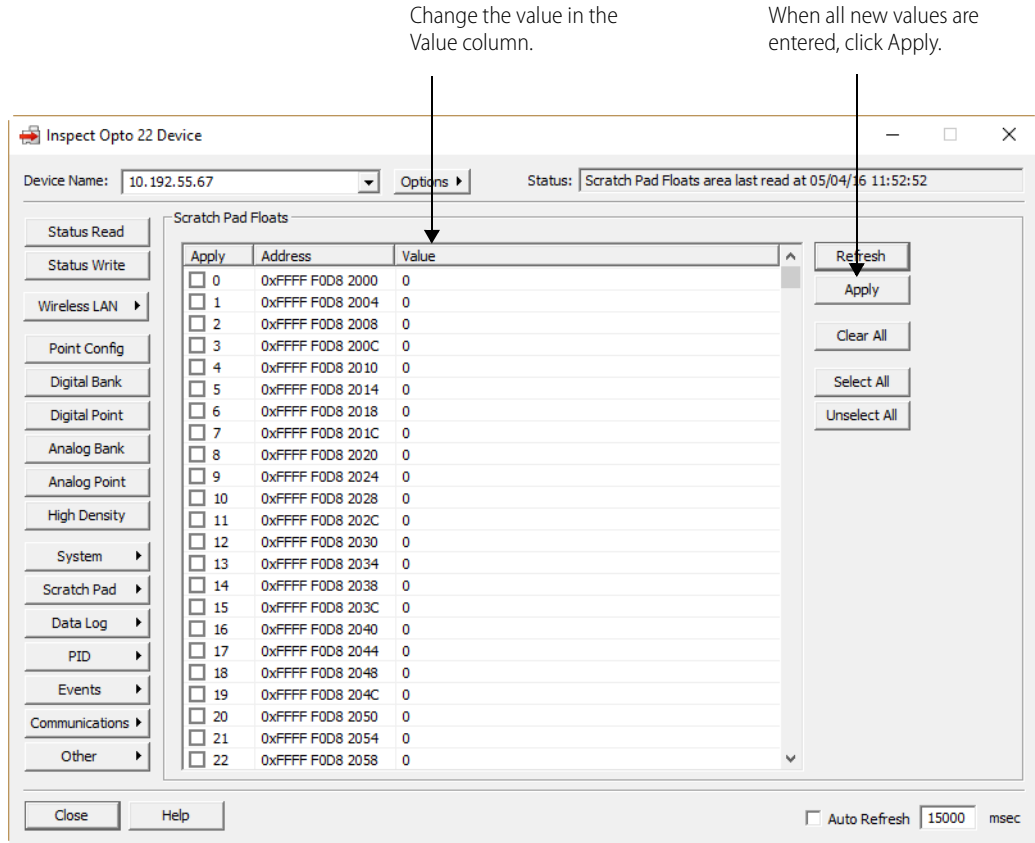 Change the value in the
Value column.
When all new values are
entered, click Apply.
Inspect Opto 22 Device
Device Name: 10.192.55.67 Options Status: Scratch Pad Floats area last read at 05/04/16 11:52:52
Status Read
Status Write
Wireless LAN
Point Config
Digital Bank
Digital Point
Analog Bank
Analog Point
High Density
System
Scratch Pad
Data Log
PID
Events
Communications
Other
Scratch Pad Floats
Apply Address Value
0 0xFFFF F0D8 2000 0
1 0xFFFF F0D8 2004 0
2 0xFFFF F0D8 2008 0
3 0xFFFF F0D8 200C 0
4 0xFFFF F0D8 2010 0
5 0xFFFF F0D8 2014 0
6 0xFFFF F0D8 2018 0
7 0xFFFF F0D8 201C 0
8 0xFFFF F0D8 2020 0
9 0xFFFF F0D8 2024 0
10 0xFFFF F0D8 2028 0
11 0xFFFF F0D8 202C 0
12 0xFFFF F0D8 2030 0
13 0xFFFF F0D8 2034 0
14 0xFFFF F0D8 2038 0
15 0xFFFF F0D8 203C 0
16 0xFFFF F0D8 2040 0
17 0xFFFF F0D8 2044 0
18 0xFFFF F0D8 2048 0
19 0xFFFF F0D8 204C 0
20 0xFFFF F0D8 2050 0
21 0xFFFF F0D8 2054 0
22 0xFFFF F0D8 2058 0
Refresh
Apply
Clear All
Select All
Unselect All
Close Help Auto Refresh 15000 msec